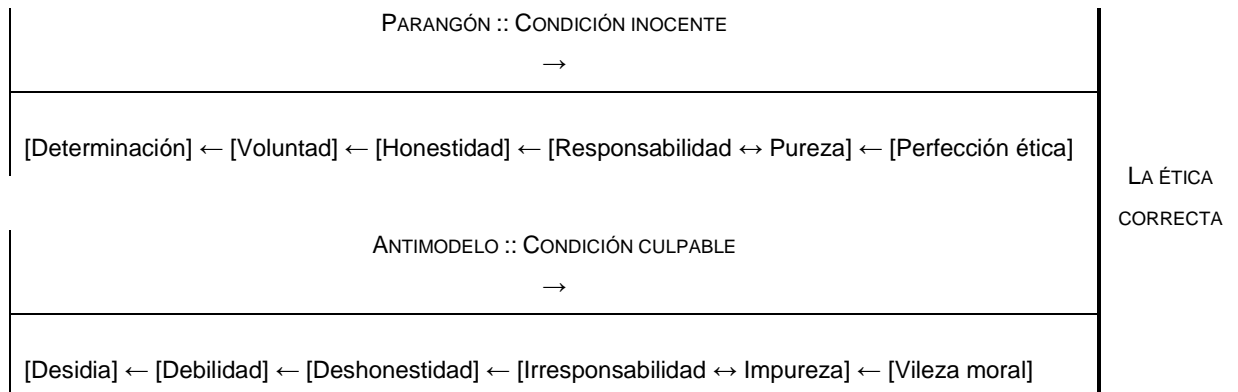 PARANGÓN :: CONDICIÓN INOCENTE
→
[Determinación] ← [Voluntad] ← [Honestidad] ← [Responsabilidad ↔ Pureza] ← [Perfección ética]
ANTIMODELO :: CONDICIÓN CULPABLE
→
[Desidia] ← [Debilidad] ← [Deshonestidad] ← [Irresponsabilidad ↔ Impureza] ← [Vileza moral]
LA ÉTICA
CORRECTA